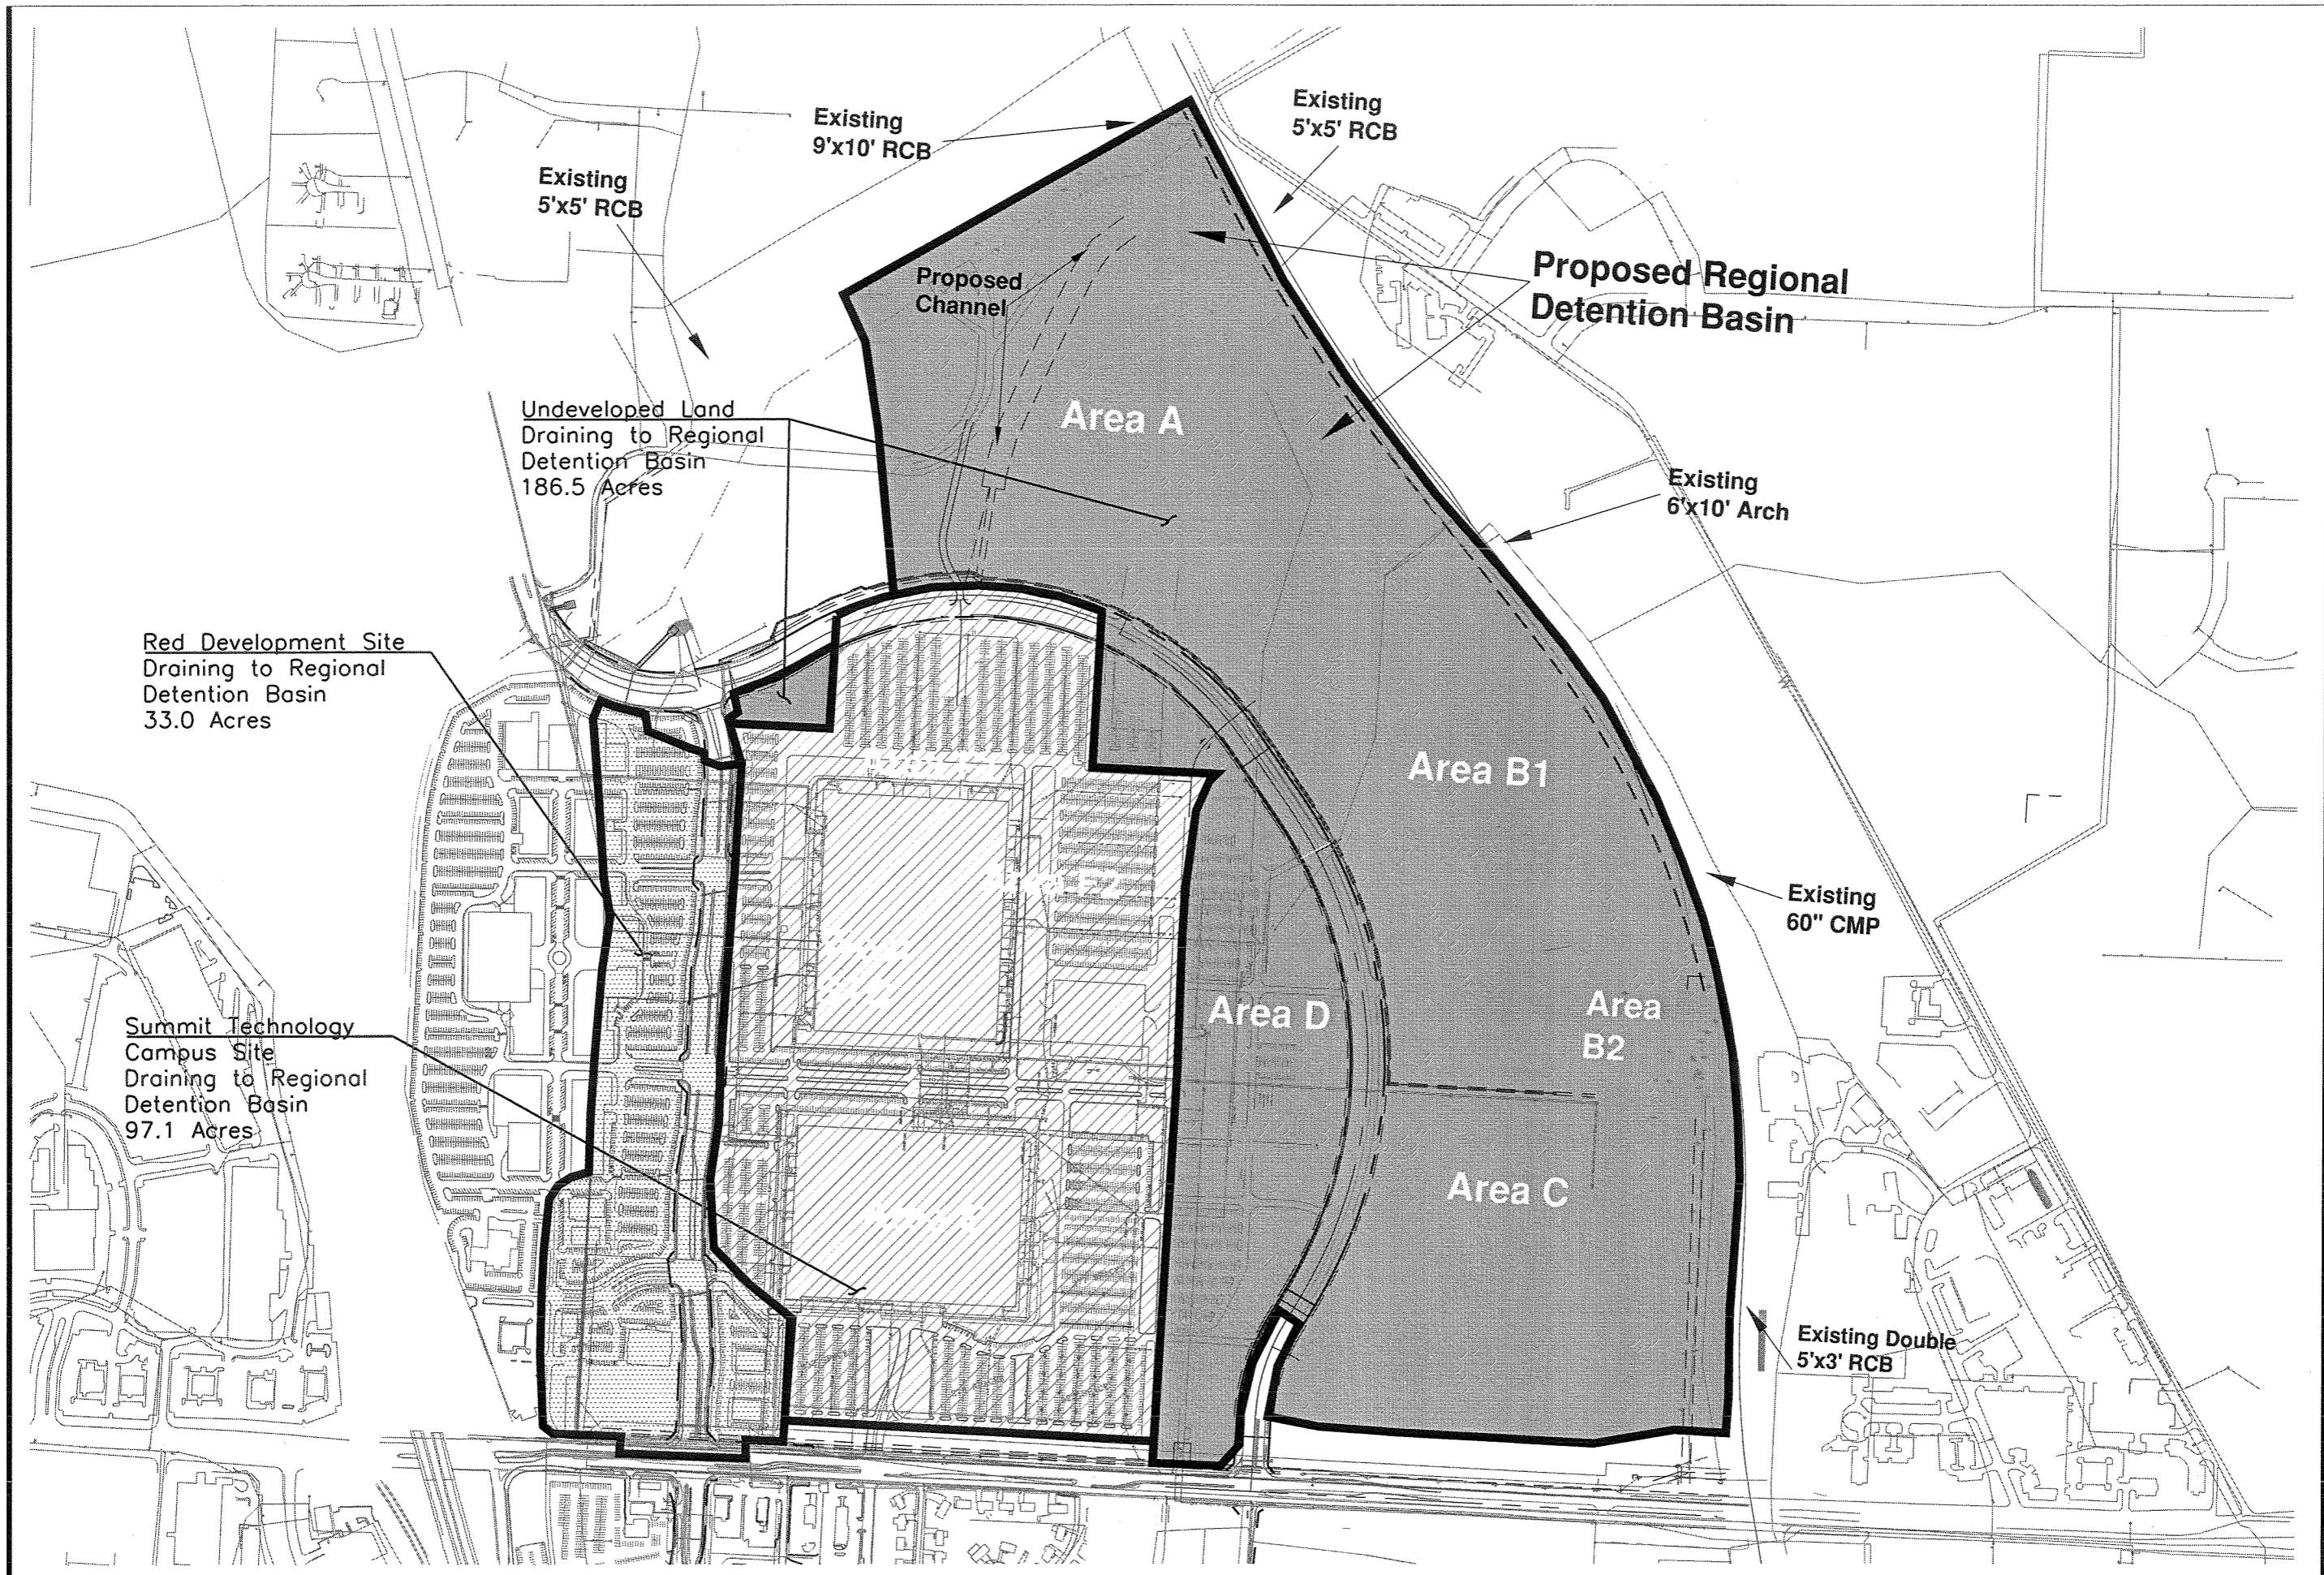 Existing
9'x10' RCB
Existing
5'x5' RCB
Existing
5'x5' RCB
Proposed
Channel
Proposed Regional
Detention Basin
Area A
Undeveloped Land
Draining to Regional
Detention Basin
186.5 Acres
Existing
6'x10' Arch
Red Development Site
Draining to Regional
Detention Basin
33.0 Acres
Area B1
Existing
60" CMP
Area D
Area
B2
Summit Technology
Campus Site
Draining to Regional
Detention Basin
97.1 Acres
Area C
Existing Double
5'x3' RCB